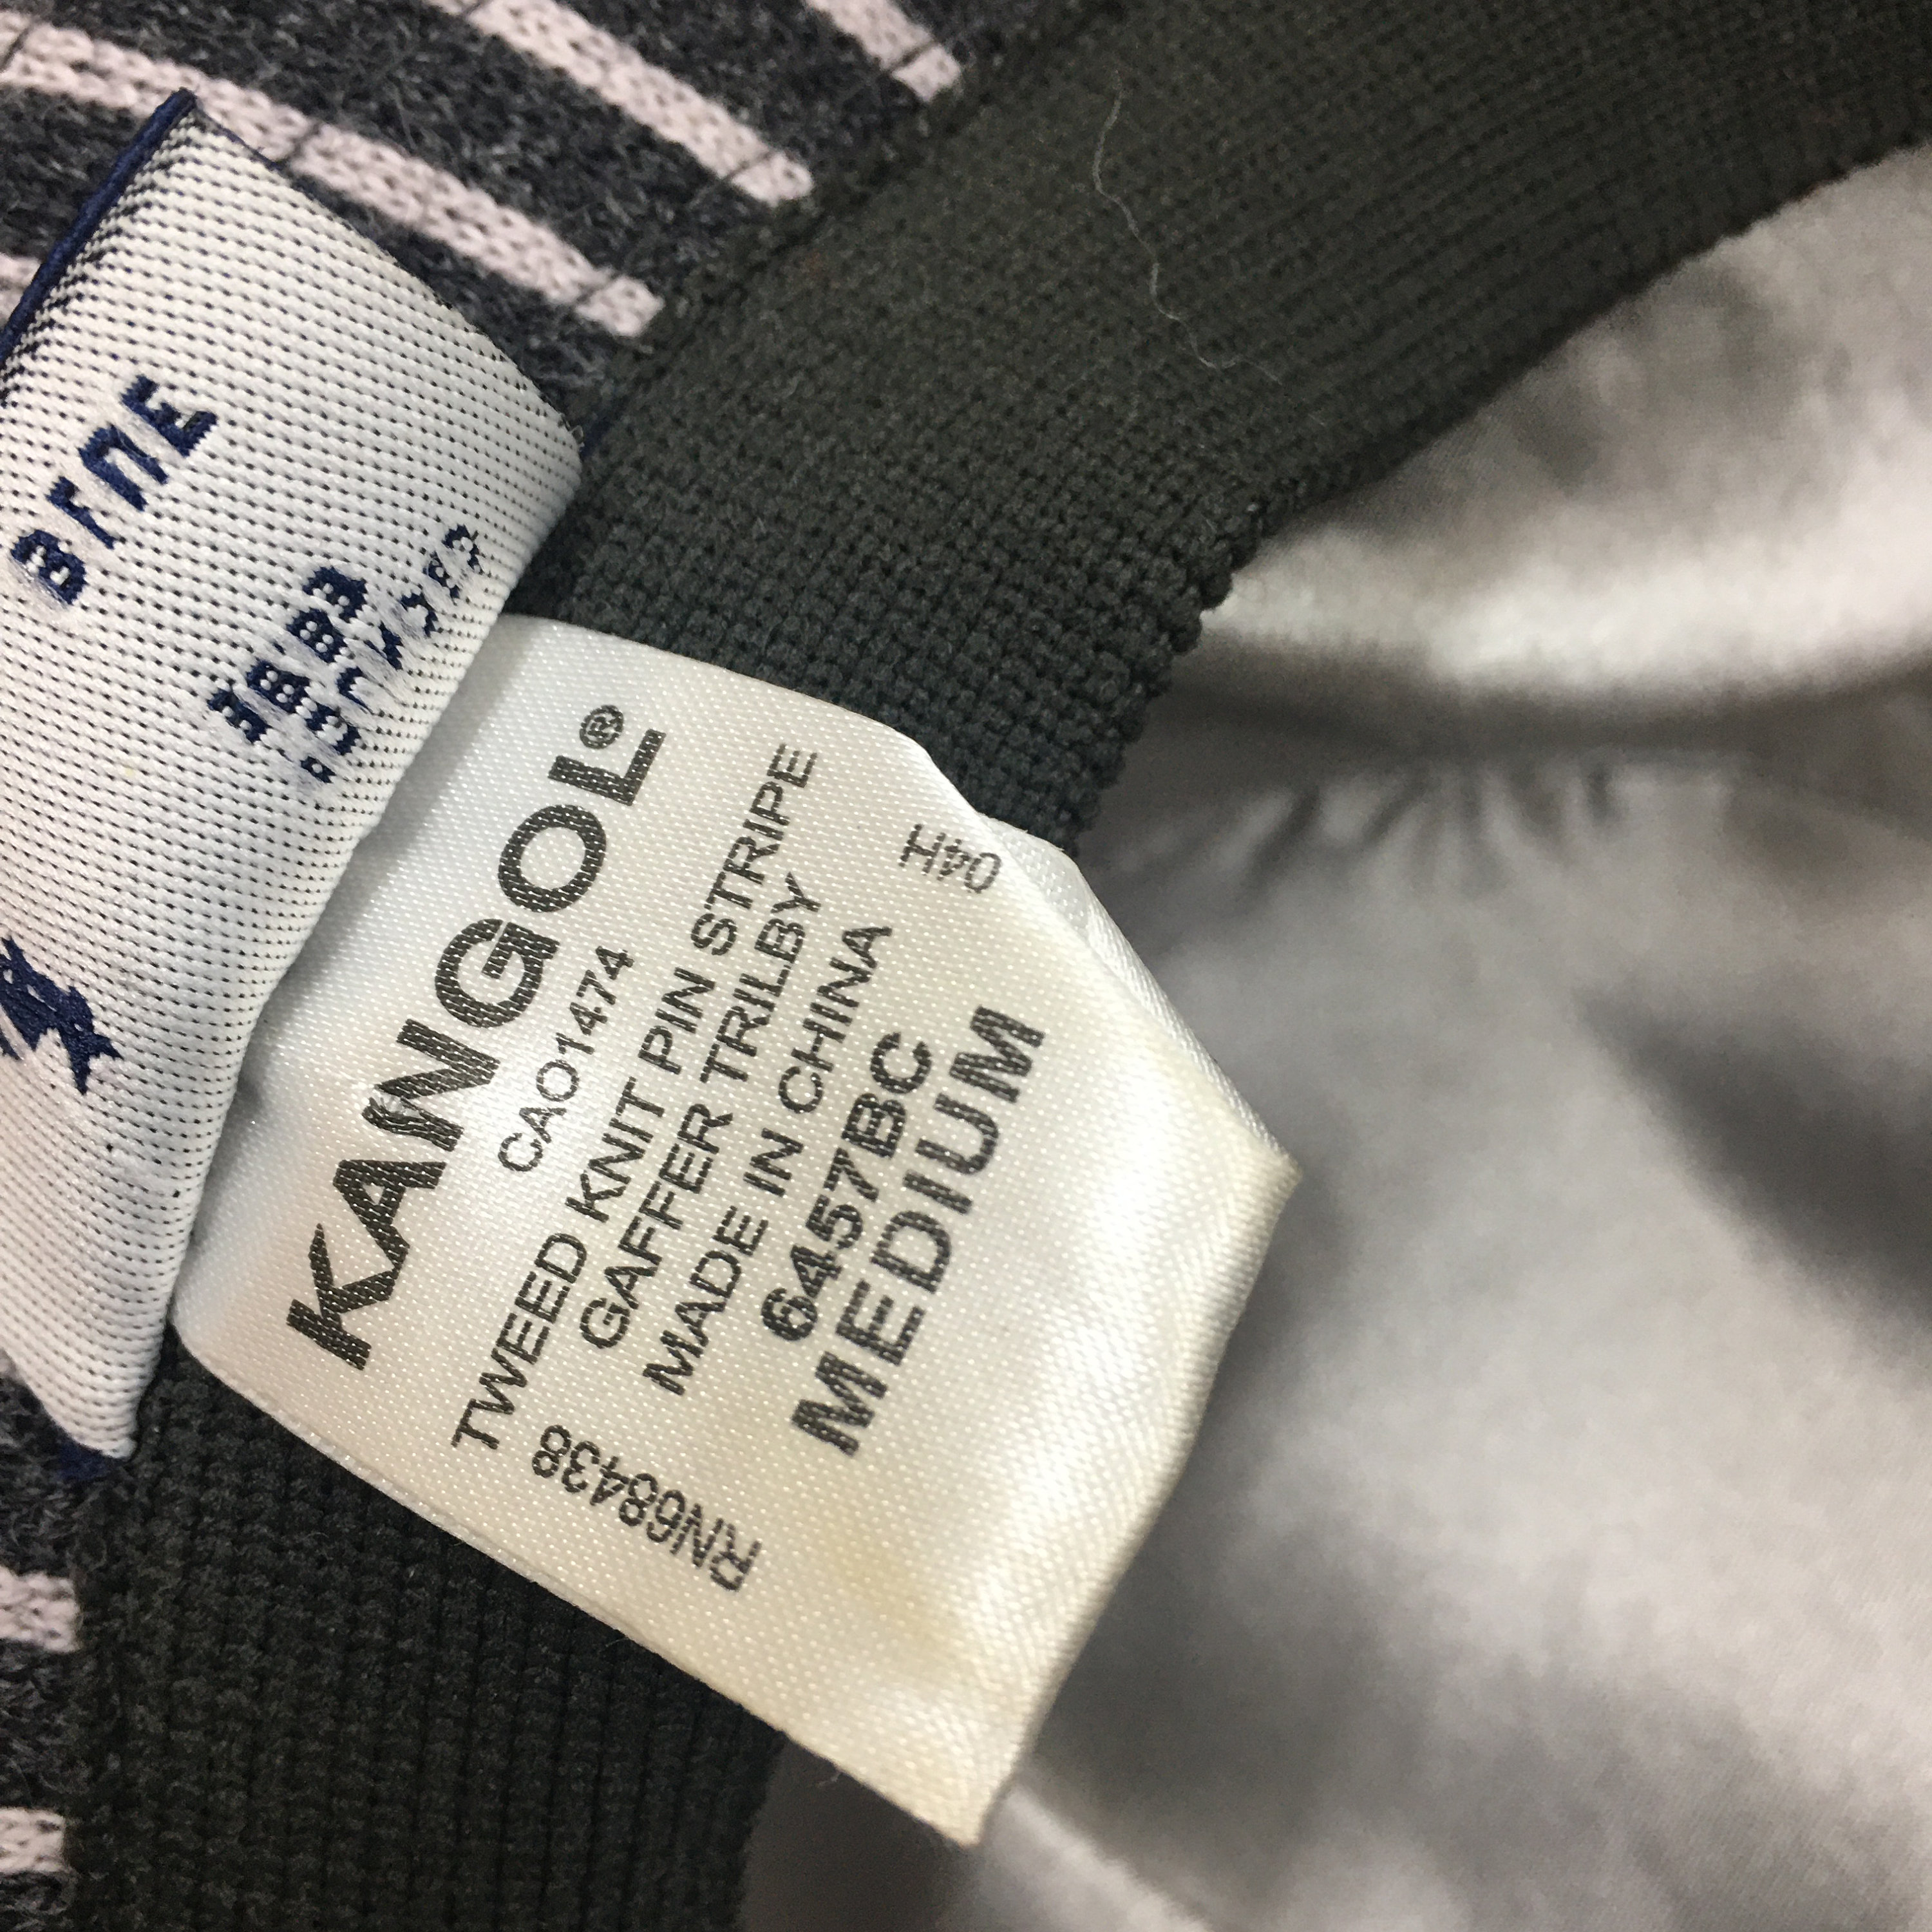 KANGOL®
CAO1474
TWEED KNIT PIN STRIPE
GAFFER TRILBY
MADE IN CHINA
6457BC
MEDIUM
04H
RN68438